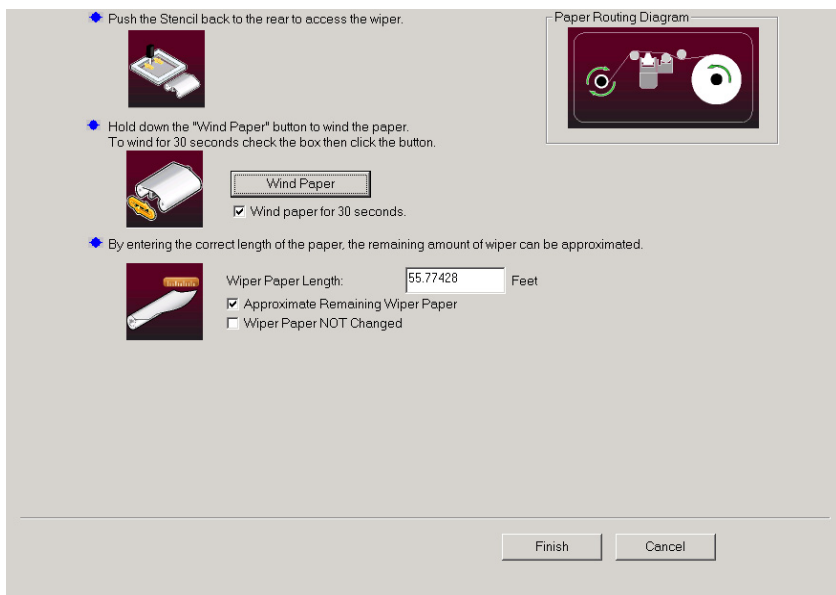 Push the Stencil back to the rear to access the wiper.
Paper Routing Diagram
Hold down the "Wind Paper" button to wind the paper.
To wind for 30 seconds check the box then click the button.
Wind Paper
Wind paper for 30 seconds.
By entering the correct length of the paper, the remaining amount of wiper can be approximated.
Wiper Paper Length: 55.77428 Feet
Approximate Remaining Wiper Paper
Wiper Paper NOT Changed
Finish Cancel